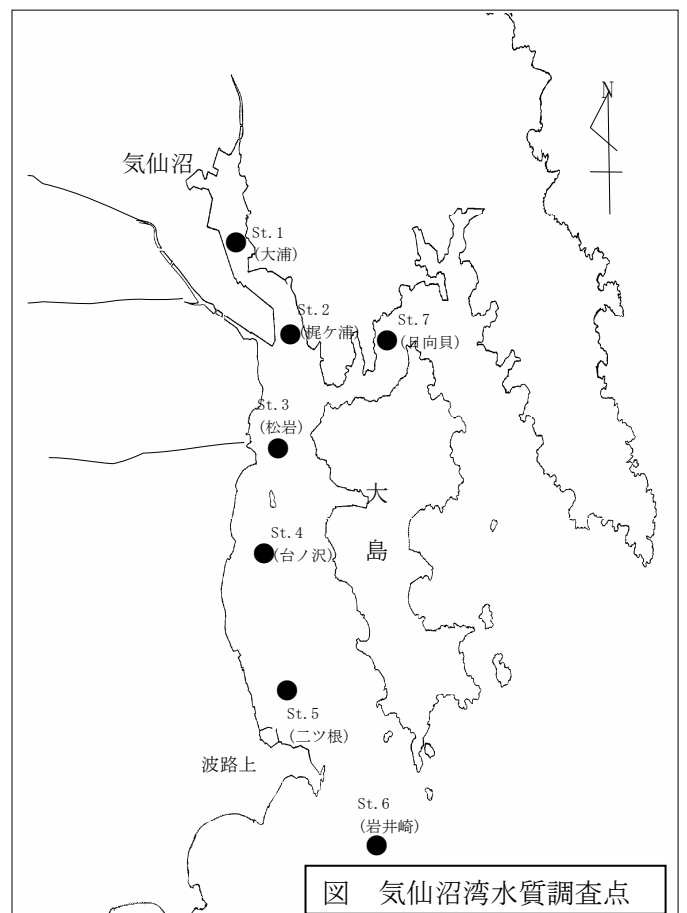 N
気仙沼
St.1
(大浦)
St.2
(梶ケ浦)
St.7
(日向貝)
St.3
(松岩)
大
島
St.4
(台ノ沢)
St.5
(二ツ根)
波路上
St.6
(岩井崎)
図 気仙沼湾水質調査点